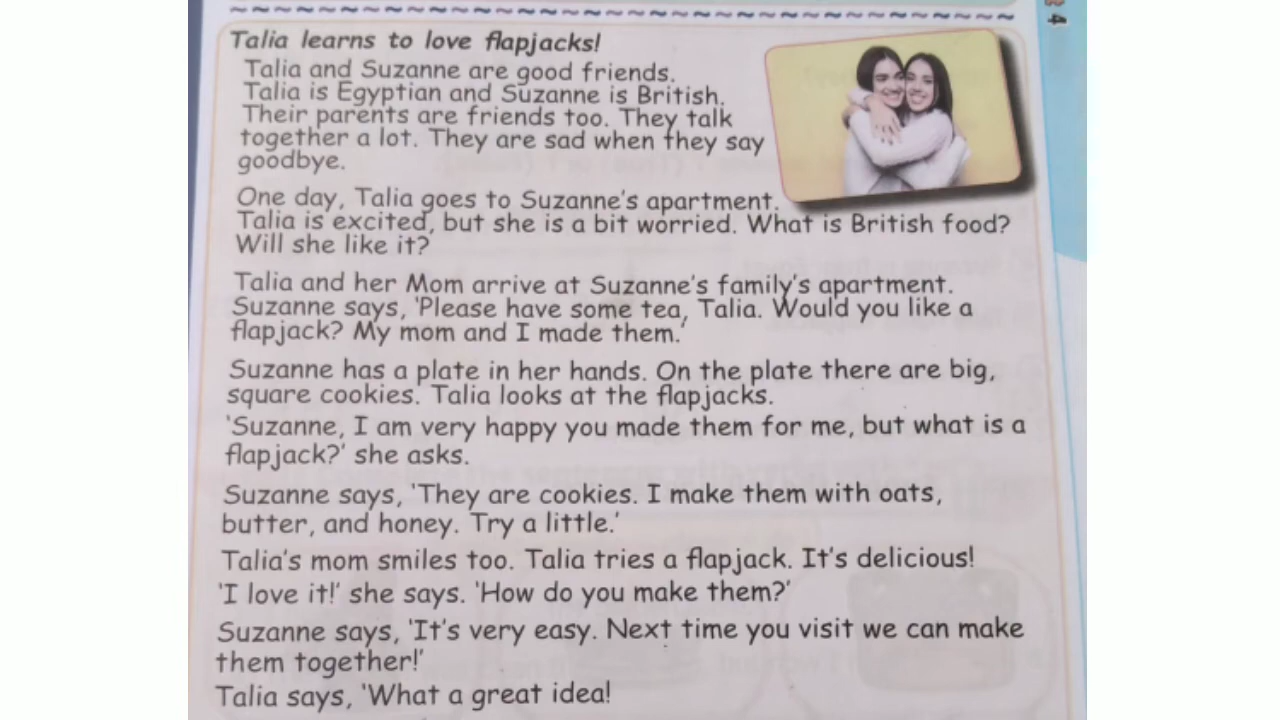 Talia learns to love flapjacks!
Talia and Suzanne are good friends.
Talia is Egyptian and Suzanne is British.
Their parents are friends too. They talk
together a lot. They are sad when they say
goodbye.
One day, Talia goes to Suzanne's apartment.
Talia is excited, but she is a bit worried. What is British food?
Will she like it?
Talia and her Mom arrive at Suzanne's family's apartment.
Suzanne says, 'Please have some tea, Talia. Would you like a
flapjack? My mom and I made them.'
Suzanne has a plate in her hands. On the plate there are big,
square cookies. Talia looks at the flapjacks.
'Suzanne, I am very happy you made them for me, but what is a
flapjack?' she asks.
Suzanne says, 'They are cookies. I make them with oats,
butter, and honey. Try a little.'
Talia's mom smiles too. Talia tries a flapjack. It's delicious!
'I love it!' she says. 'How do you make them?'
Suzanne says, 'It's very easy. Next time you visit we can make
them together!'
Talia says, 'What a great idea!